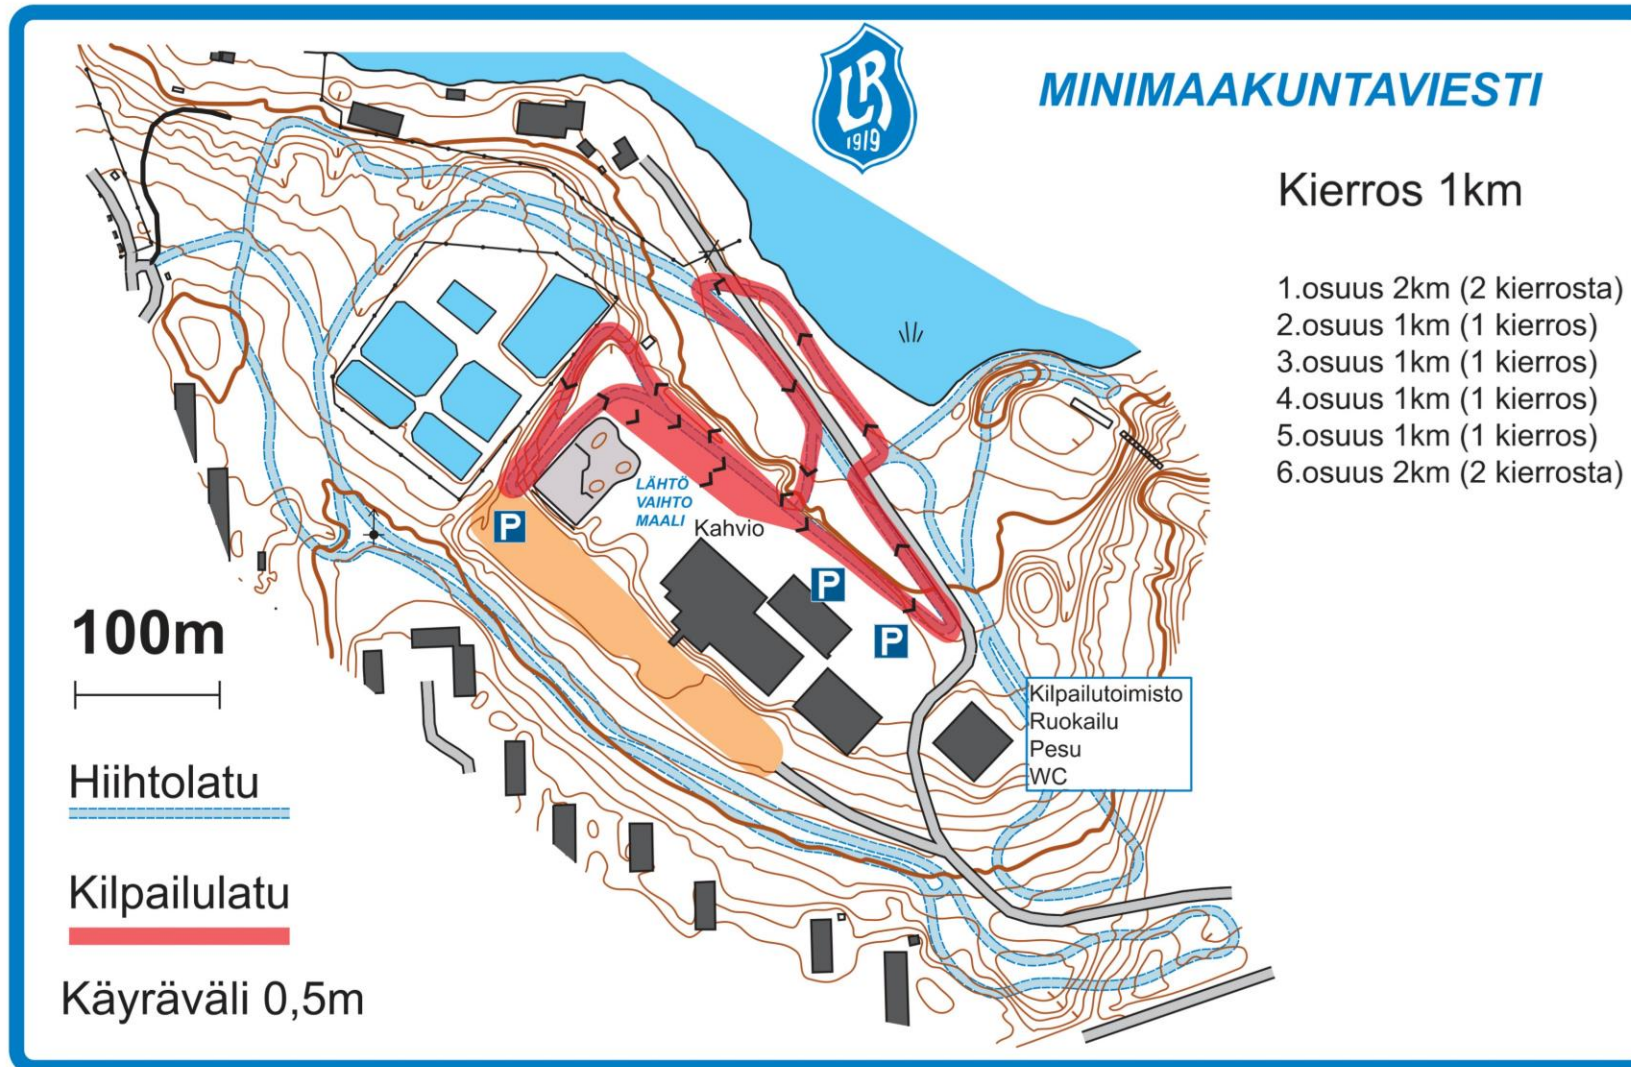 LR
1919
MINIMAAKUNTAVIESTI
Kierros 1km
1.osuus 2km (2 kierrosta)
2.osuus 1km (1 kierros)
3.osuus 1km (1 kierros)
4.osuus 1km (1 kierros)
5.osuus 1km (1 kierros)
6.osuus 2km (2 kierrosta)
LÄHTÖ
VAIHTO
MAALI
Kahvio
P
P
P
Kilpailutoimisto
Ruokailu
Pesu
WC
100m
Hiihtolatu
Kilpailulatu
Käyräväli 0,5m